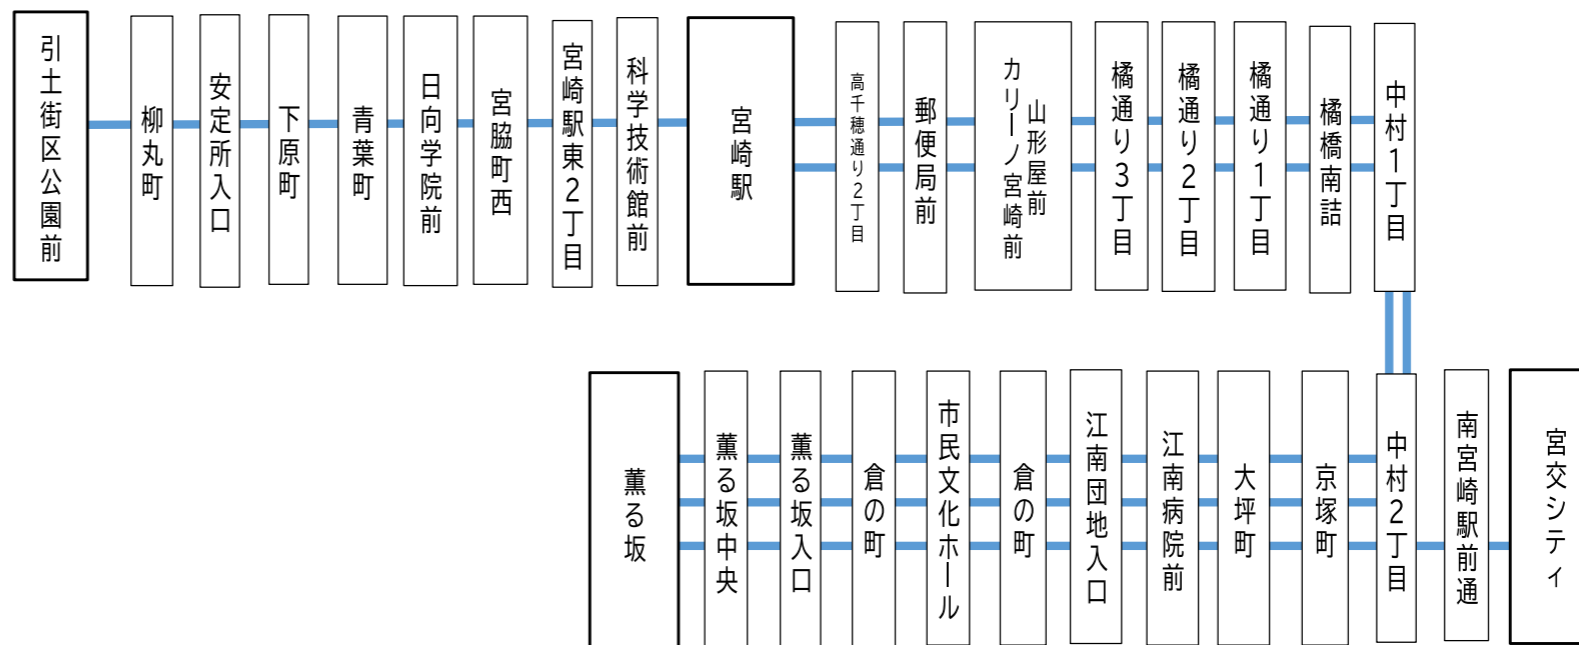 引土街区公園前
柳丸町
安定所入口
下原町
青葉町
日向学院前
宮脇町西
宮崎駅東２丁目
科学技術館前
宮崎駅
高千穂通り２丁目
郵便局前
山形屋前
カリーノ宮崎前
橘通り３丁目
橘通り２丁目
橘通り１丁目
橘橋南詰
中村１丁目
薫る坂
薫る坂中央
薫る坂入口
倉の町
市民文化ホール
倉の町
江南団地入口
江南病院前
大坪町
京塚町
中村２丁目
南宮崎駅前通
宮交シティ